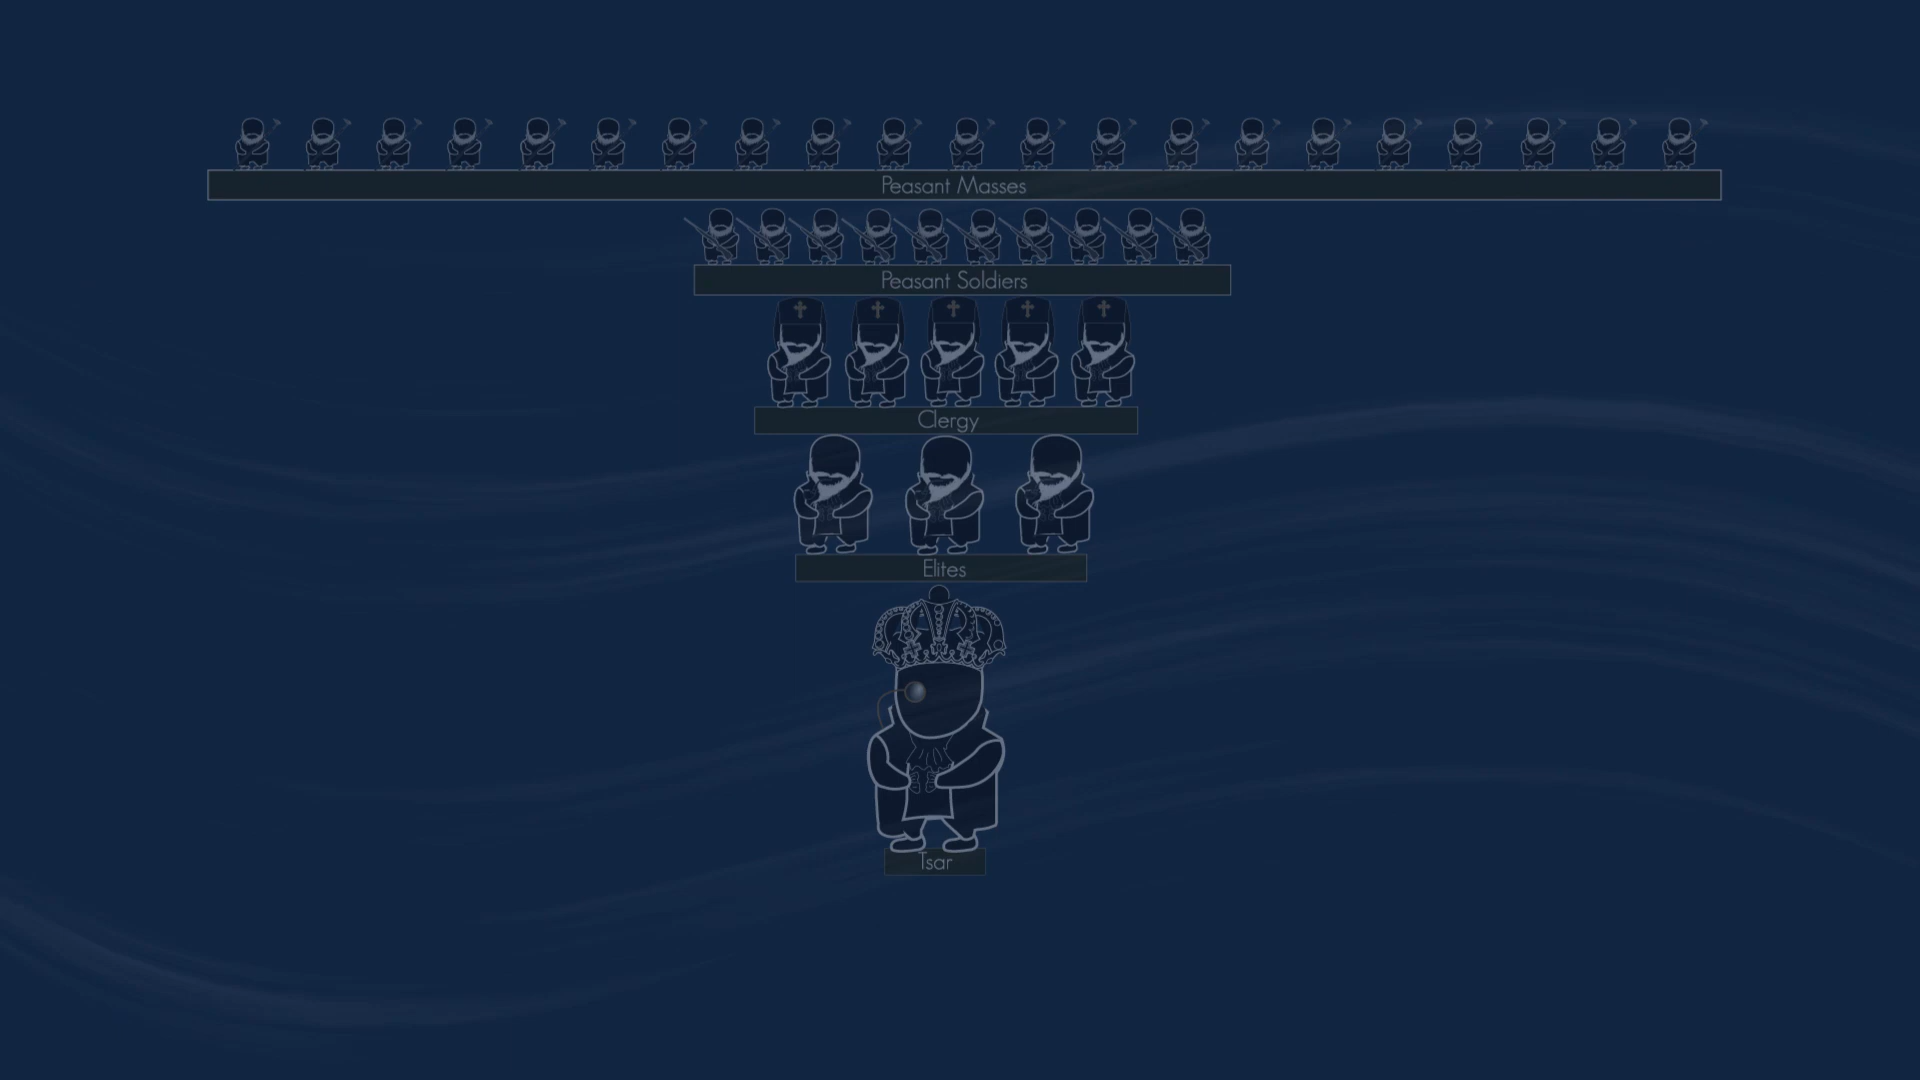 Peasant Masses
Peasant Soldiers
Clergy
Elites
Tsar